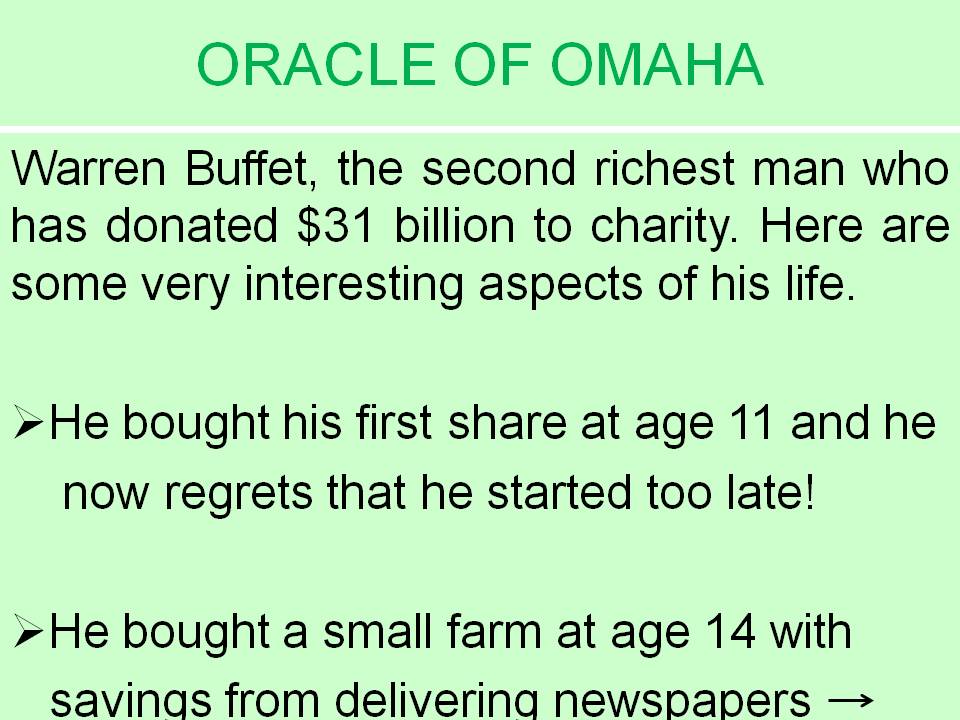 ORACLE OF OMAHA
Warren Buffet, the second richest man who
has donated $31 billion to charity. Here are
some very interesting aspects of his life.
➢He bought his first share at age 11 and he
now regrets that he started too late!
➢He bought a small farm at age 14 with
savings from delivering newspapers →